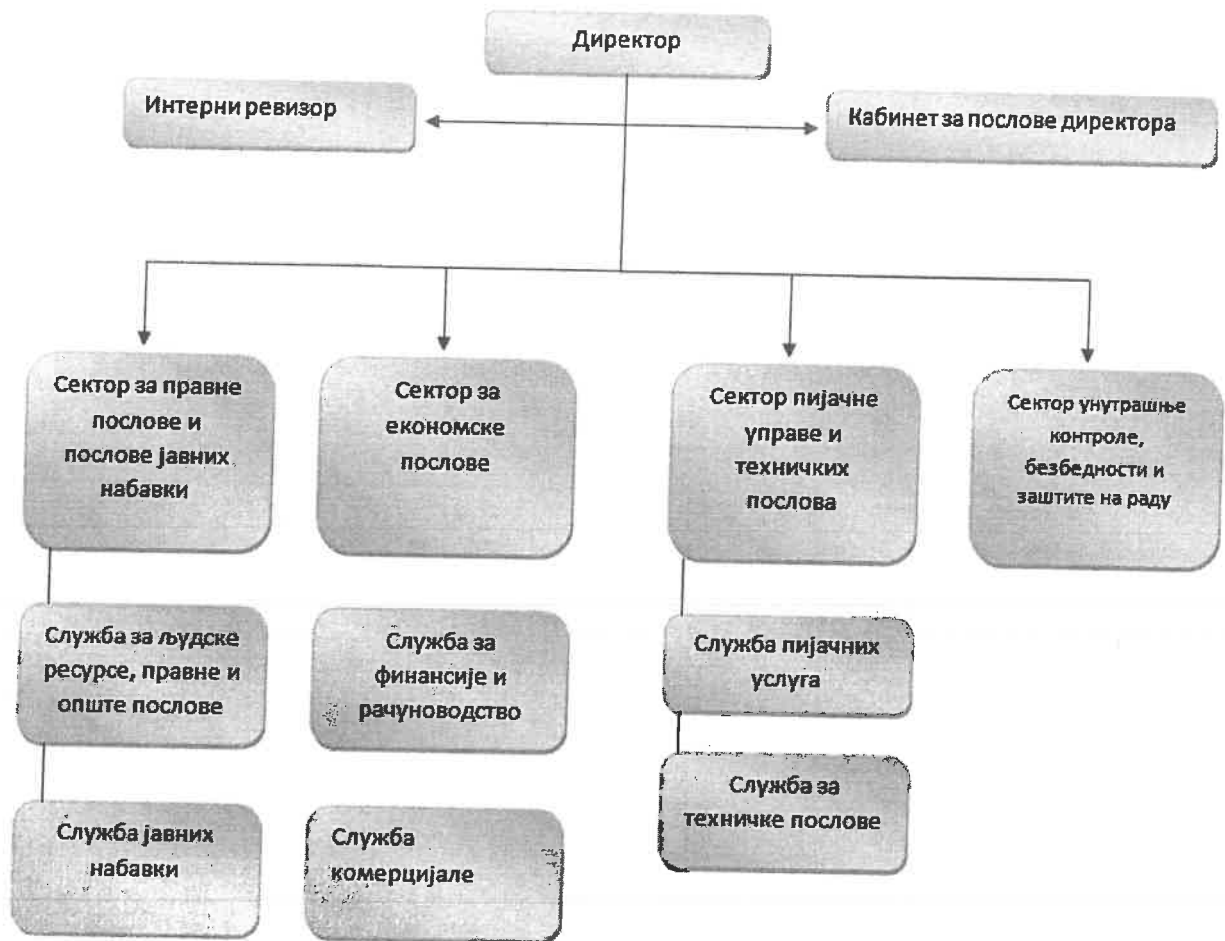 Директор
Интерни ревизор
Кабинет за послове директора
Сектор за правне
послове и
послове јавних
набавки
Сектор за
економске
послове
Сектор пијачне
управе и
техничких
послова
Сектор унутрашње
контроле,
безбедности и
заштите на раду
Служба за људске
ресурсе, правне и
опште послове
Служба за
финансије и
рачуноводство
Служба пијачних
услуга
Служба јавних
набавки
Служба
комерцијале
Служба за
техничке послове